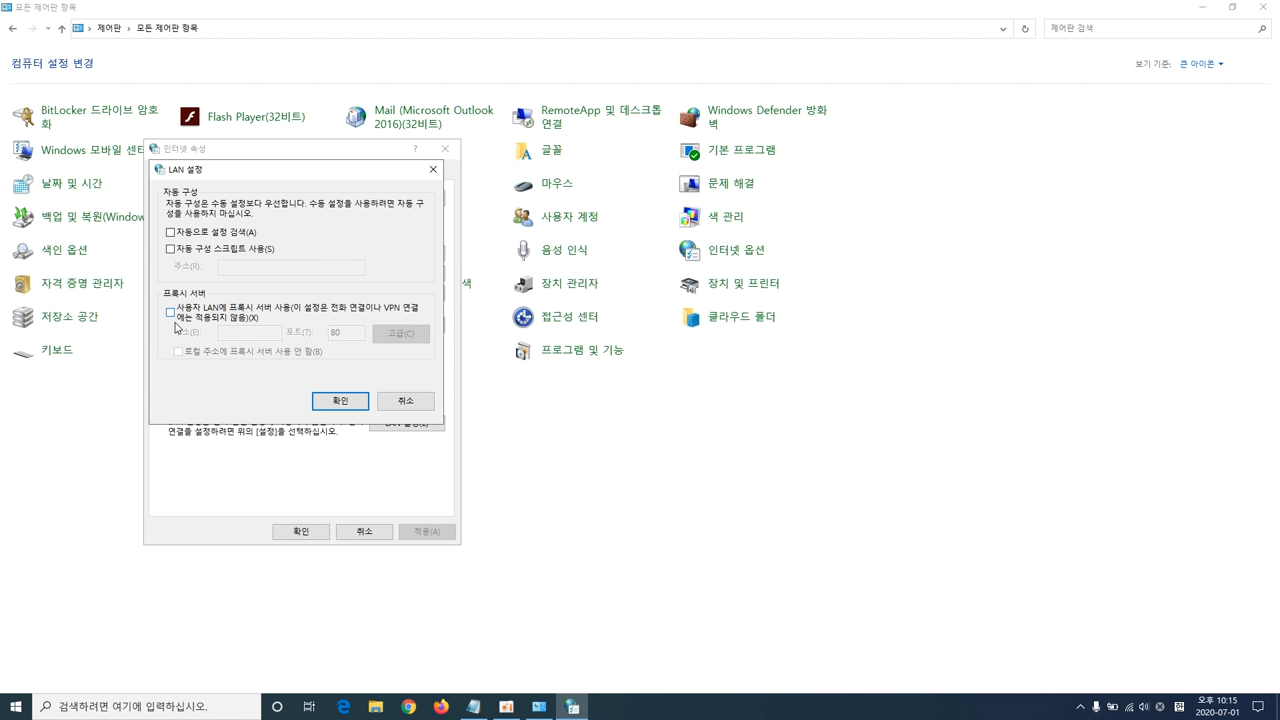 모든 제어판 항목
제어판 > 모든 제어판 항목
제어판 검색
컴퓨터 설정 변경
보기 기준: 큰 아이콘
BitLocker 드라이브 암호
화
Flash Player(32비트)
Mail (Microsoft Outlook
2016)(32비트)
RemoteApp 및 데스크톱
연결
Windows Defender 방화
벽
Windows 모바일 센터
글꼴
기본 프로그램
날짜 및 시간
마우스
문제 해결
백업 및 복원(Window
사용자 계정
색 관리
색인 옵션
음성 인식
인터넷 옵션
자격 증명 관리자
색
장치 관리자
장치 및 프린터
저장소 공간
접근성 센터
클라우드 폴더
키보드
프로그램 및 기능
인터넷 속성
?
LAN 설정
자동 구성
자동 구성은 수동 설정보다 우선합니다. 수동 설정을 사용하려면 자동 구
성을 사용하지 마십시오.
자동으로 설정 검색(A)
자동 구성 스크립트 사용(S)
주소(R):
프록시 서버
사용자 LAN에 프록시 서버 사용(이 설정은 전화 연결이나 VPN 연결
에는 적용되지 않음)(X)
주소(E):
포트(T):
80
고급(C)
로컬 주소에 프록시 서버 사용 안 함(B)
확인
취소
LAN 설정(L)
연결을 설정하려면 위의 [설정]을 선택하십시오.
확인
취소
적용(A)
검색하려면 여기에 입력하십시오.
오후 10:15
2020-07-01